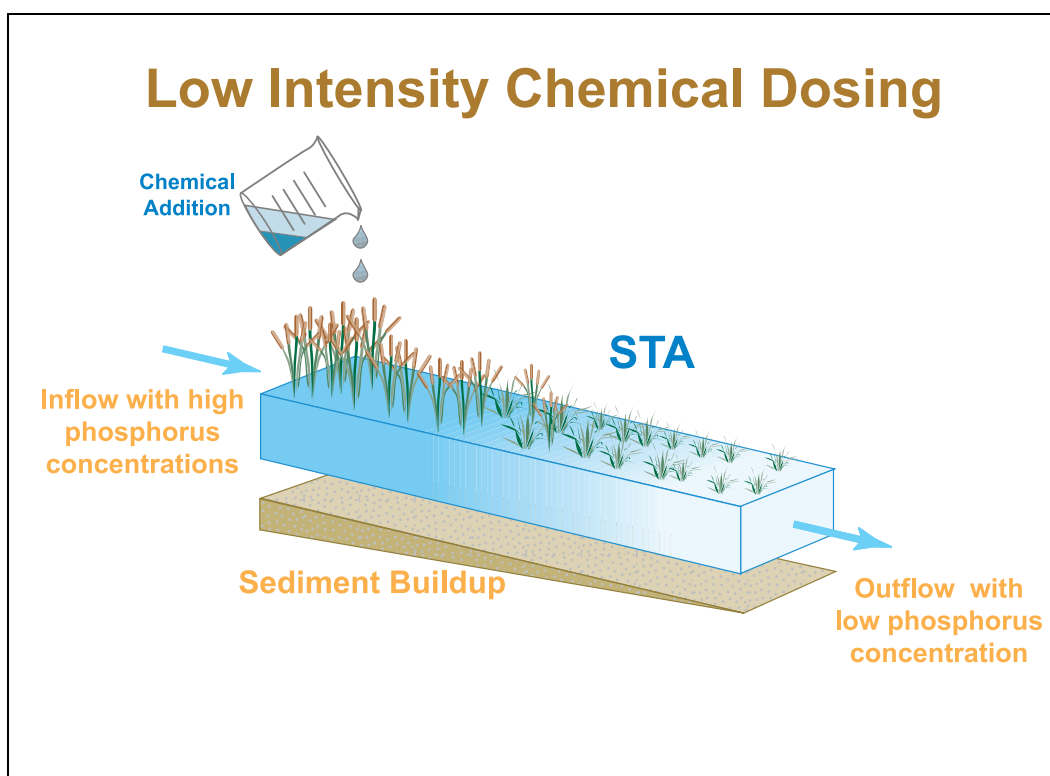 Low Intensity Chemical Dosing
Chemical
Addition
STA
Inflow with high
phosphorus
concentrations
Sediment Buildup
Outflow with
low phosphorus
concentration